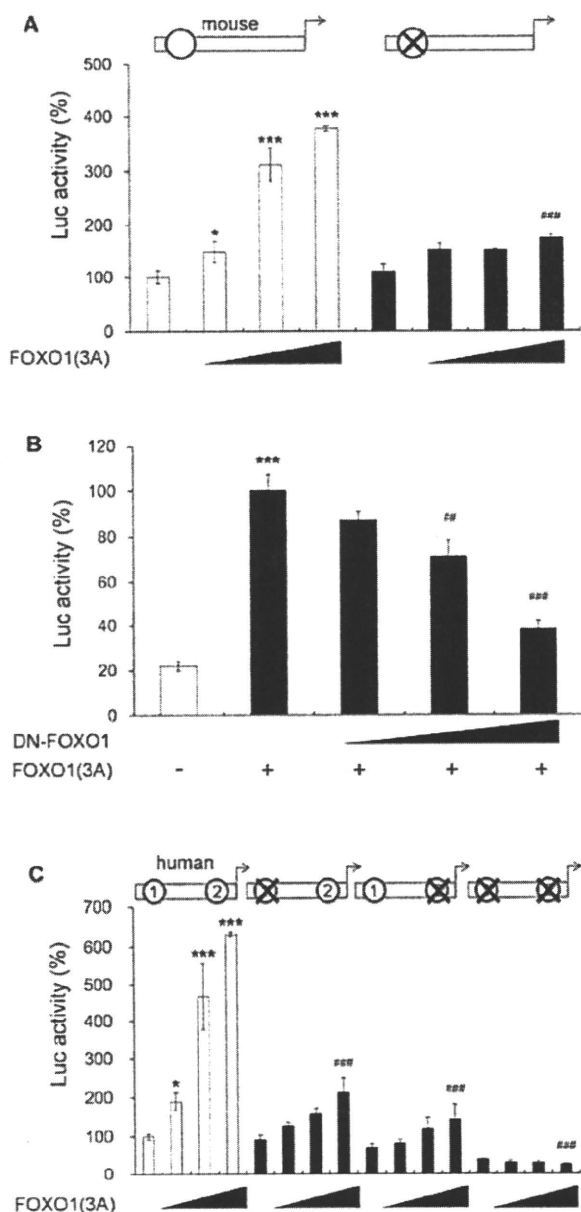 A
mouse
500
400
300
200
100
0
Luc activity (%)
*
***
***
###
FOXO1(3A)
B
120
100
80
60
40
20
0
Luc activity (%)
***
##
###
DN-FOXO1
FOXO1(3A)
- + + + +
C
human
1 2 2 1
700
600
500
400
300
200
100
0
Luc activity (%)
*
***
***
###
###
###
FOXO1(3A)